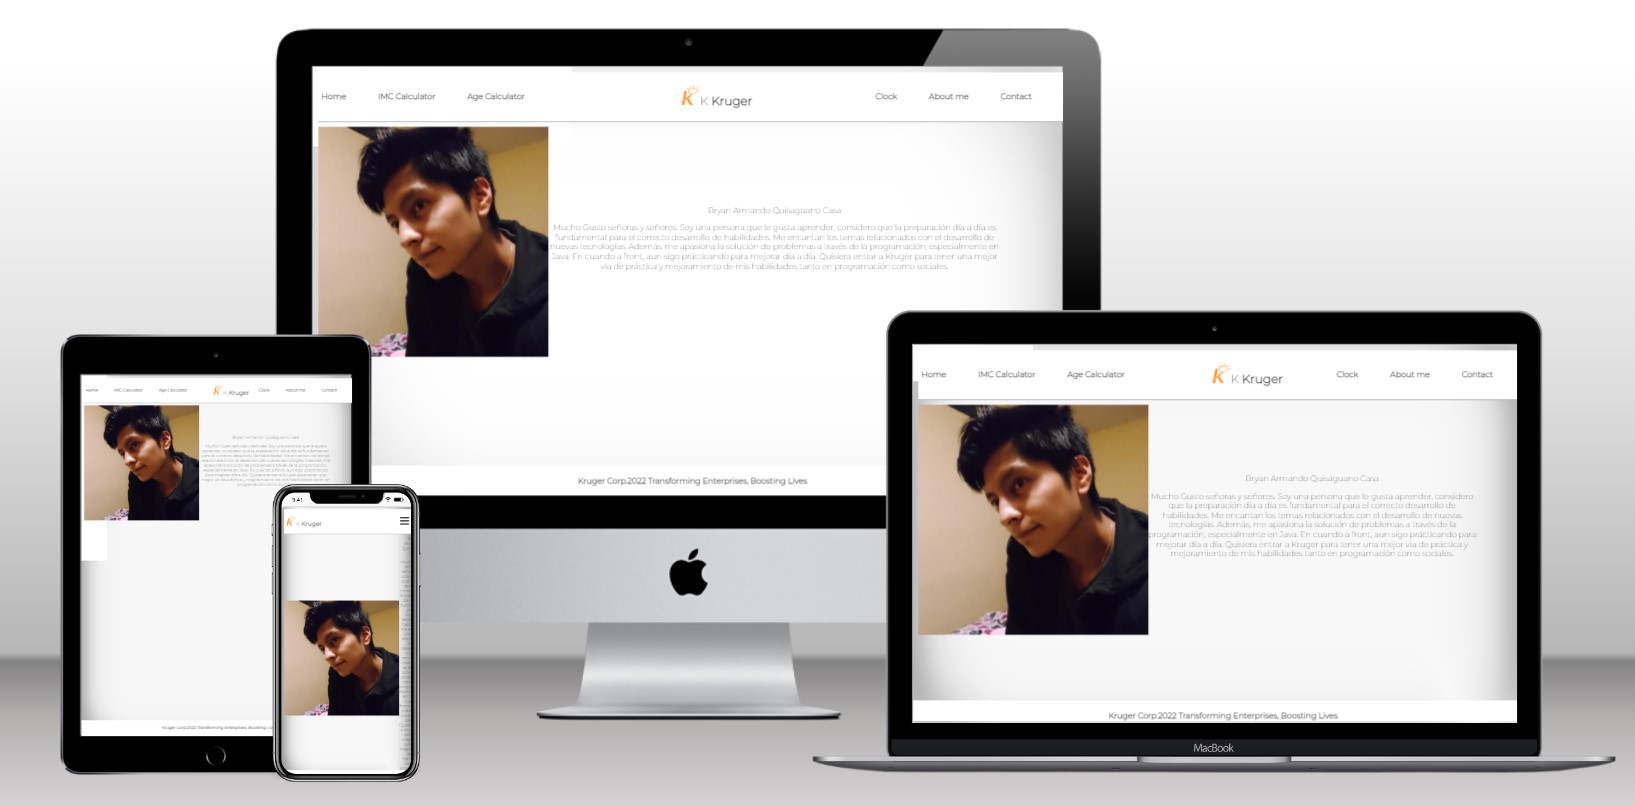 Home IMC Calculator Age Calculator K Kruger Clock About me Contact
Bryan Armando Quisaguano Casa
Mucho Gusto señoras y señores. Soy una persona que le gusta aprender, considero que la preparación día a día es
fundamental para el correcto desarrollo de habilidades. Me encantan los temas relacionados con el desarrollo de
nuevas tecnologías. Además, me apasiona la solución de problemas a través de la programación, especialmente en
Java. En cuando a front, aun sigo prácticando para mejorar día a día. Quisiera entrar a Kruger para tener una mejor
vía de práctica y mejoramiento de mis habilidades tanto en programación como sociales.
Kruger Corp.2022 Transforming Enterprises, Boosting Lives
Home IMC Calculator Age Calculator K Kruger Clock About me Contact
Bryan Armando Quisaguano Casa
Mucho Gusto señoras y señores. Soy una persona que le gusta aprender, considero
que la preparación día a día es fundamental para el correcto desarrollo de
habilidades. Me encantan los temas relacionados con el desarrollo de nuevas
tecnologías. Además, me apasiona la solución de problemas a través de la
programación, especialmente en Java. En cuando a front, aun sigo prácticando para
mejorar día a día. Quisiera entrar a Kruger para tener una mejor vía de práctica y
mejoramiento de mis habilidades tanto en programación como sociales.
Kruger Corp.2022 Transforming Enterprises, Boosting Lives
MacBook
Home IMC Calculator Age Calculator K Kruger Clock About me Contact
Bryan Armando Quisaguano Casa
Kruger Corp.2022 Transforming Enterprises, Boosting
9:41
K Kruger